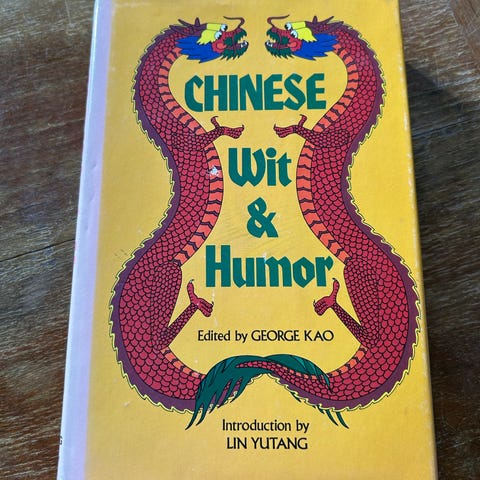 CHINESE
Wit
&
Humor
Edited by GEORGE KAO
Introduction by
LIN YUTANG